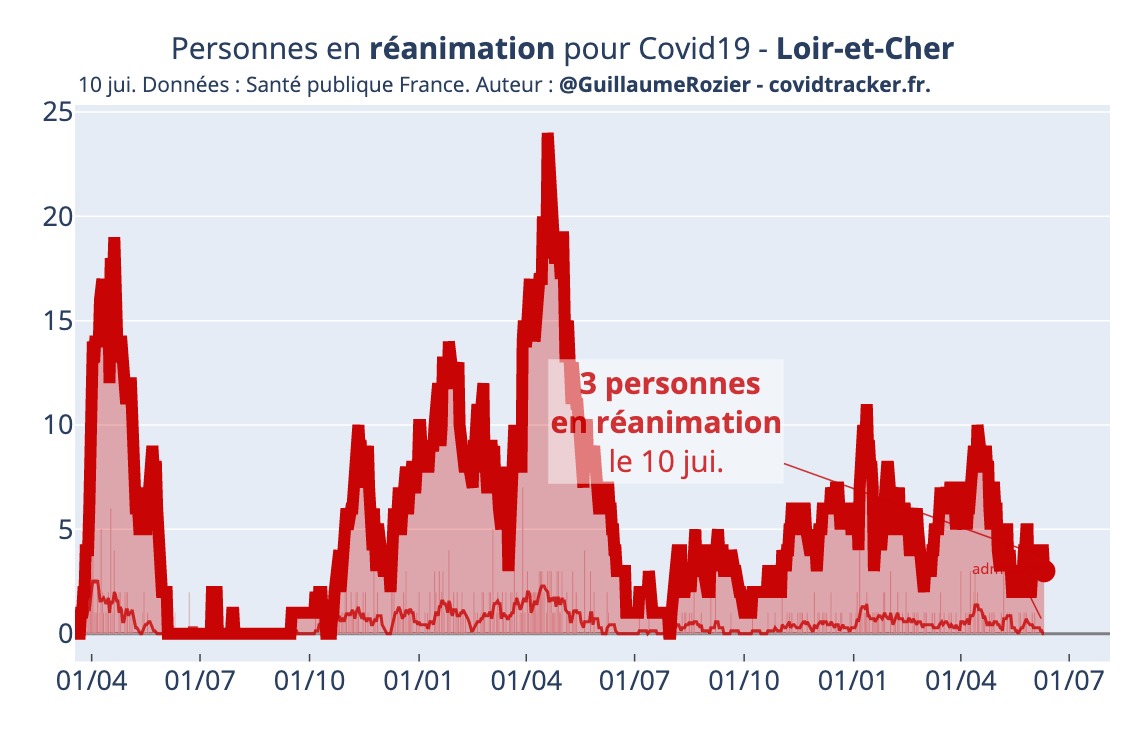 Personnes en réanimation pour Covid19 - Loir-et-Cher
10 jui. Données : Santé publique France. Auteur : @GuillaumeRozier - covidtracker.fr.
25
20
15
10
5
0
3 personnes
en réanimation
le 10 jui.
01/04 01/07 01/10 01/01 01/04 01/07 01/10 01/01 01/04 01/07